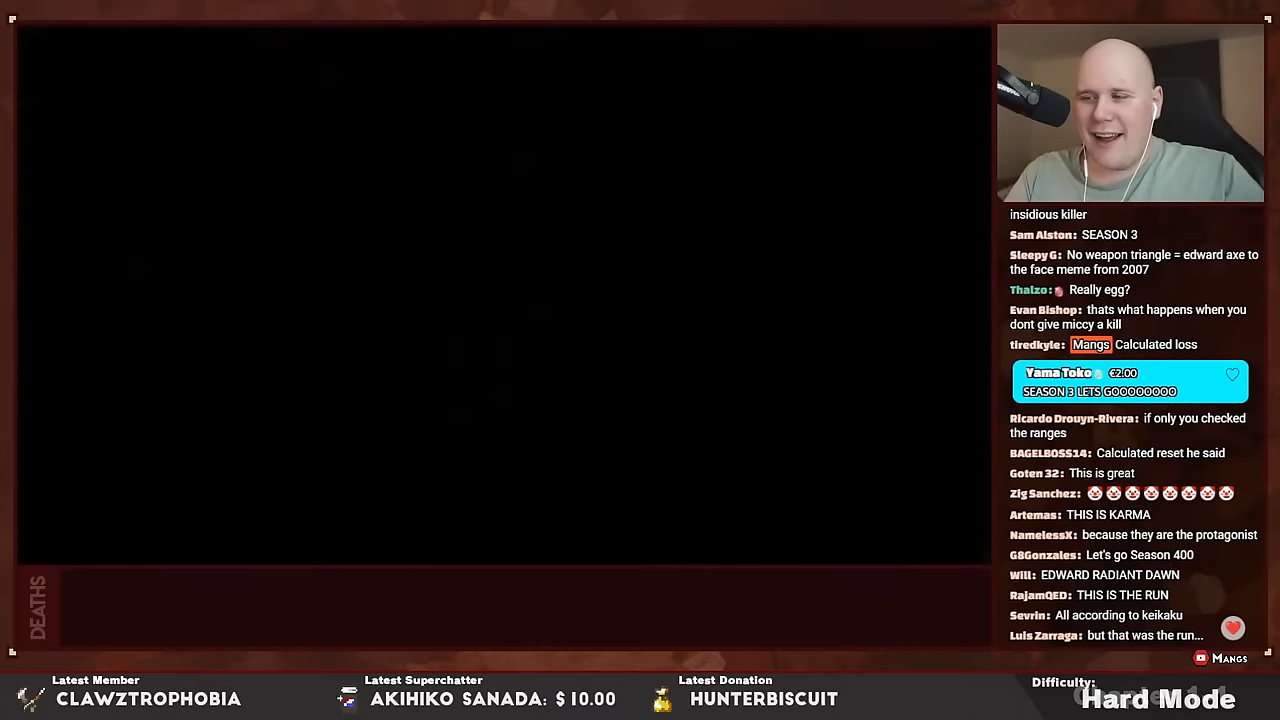 insidious killer
Sam Alston: SEASON 3
Sleepy G: No weapon triangle = edward axe to
the face meme from 2007
Thalzo: Really egg?
Evan Bishop: thats what happens when you
dont give miccy a kill
tiredkyle: Mangs Calculated loss
Yama Toko €2.00
SEASON 3 LETS GOOOOOOOO
Ricardo Drouyn-Rivera: if only you checked
the ranges
BAGELBOSS14: Calculated reset he said
Goten 32: This is great
Zig Sanchez: 🤡🤡🤡🤡🤡🤡🤡🤡
Artemas: THIS IS KARMA
NamelessX: because they are the protagonist
G8Gonzales: Let's go Season 400
Will: EDWARD RADIANT DAWN
RajamQED: THIS IS THE RUN
Sevrin: All according to keikaku
Luis Zarraga: but that was the run...
DEATHS
MANGS
Latest Member
CLAWZTROPHOBIA
Latest Superchatter
AKIHIKO SANADA: $10.00
Latest Donation
HUNTERBISCUIT
Difficulty:
Hard Mode